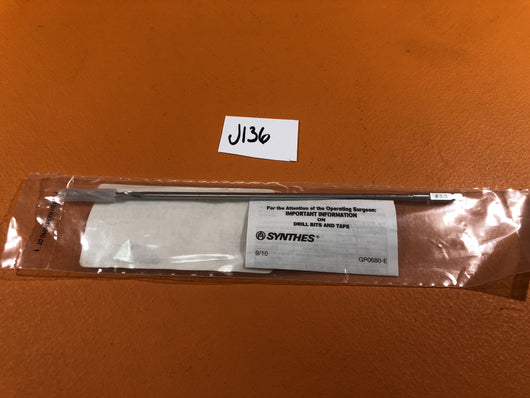 J136
For the Attention of the Operating Surgeon:
IMPORTANT INFORMATION
ON
DRILL BITS AND TAPS
SYNTHES®
9/10
GP0680-E